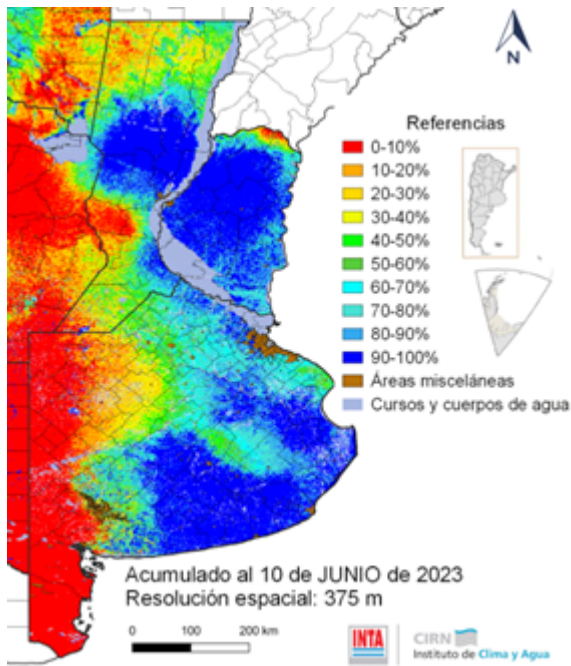 N
Referencias
0-10%
10-20%
20-30%
30-40%
40-50%
50-60%
60-70%
70-80%
80-90%
90-100%
Áreas misceláneas
Cursos y cuerpos de agua
Acumulado al 10 de JUNIO de 2023
Resolución espacial: 375 m
0 100 200 km
INTA
CIRN
Instituto de Clima y Agua